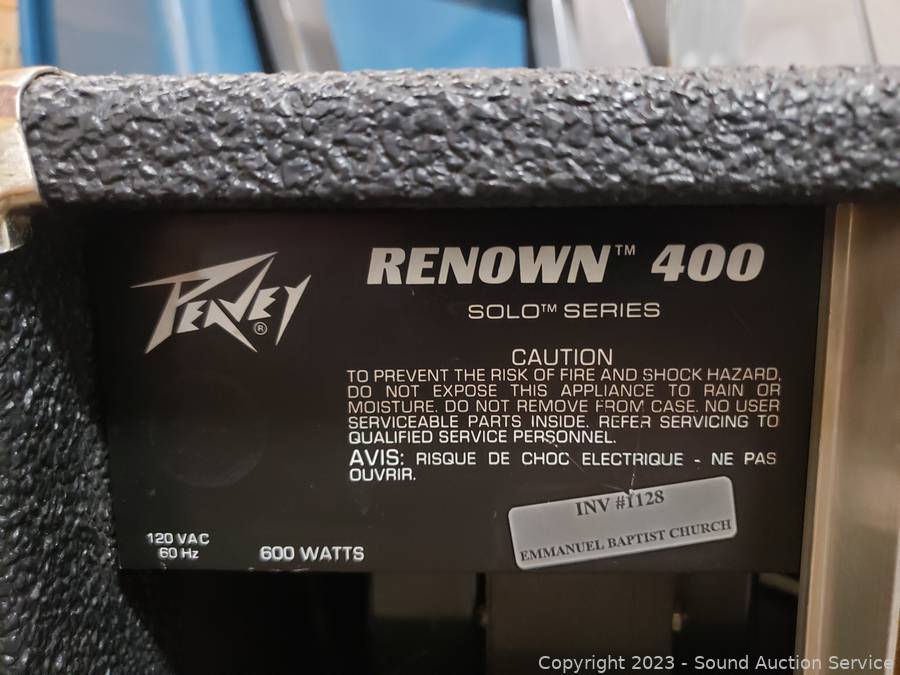 PEAVEY®
RENOWN™ 400
SOLO™ SERIES
CAUTION
TO PREVENT THE RISK OF FIRE AND SHOCK HAZARD,
DO NOT EXPOSE THIS APPLIANCE TO RAIN OR
MOISTURE. DO NOT REMOVE FROM CASE. NO USER
SERVICEABLE PARTS INSIDE. REFER SERVICING TO
QUALIFIED SERVICE PERSONNEL.
AVIS: RISQUE DE CHOC ELECTRIQUE - NE PAS
OUVRIR.
INV #1128
EMMANUEL BAPTIST CHURCH
120 VAC
60 Hz
600 WATTS
Copyright 2023 - Sound Auction Service